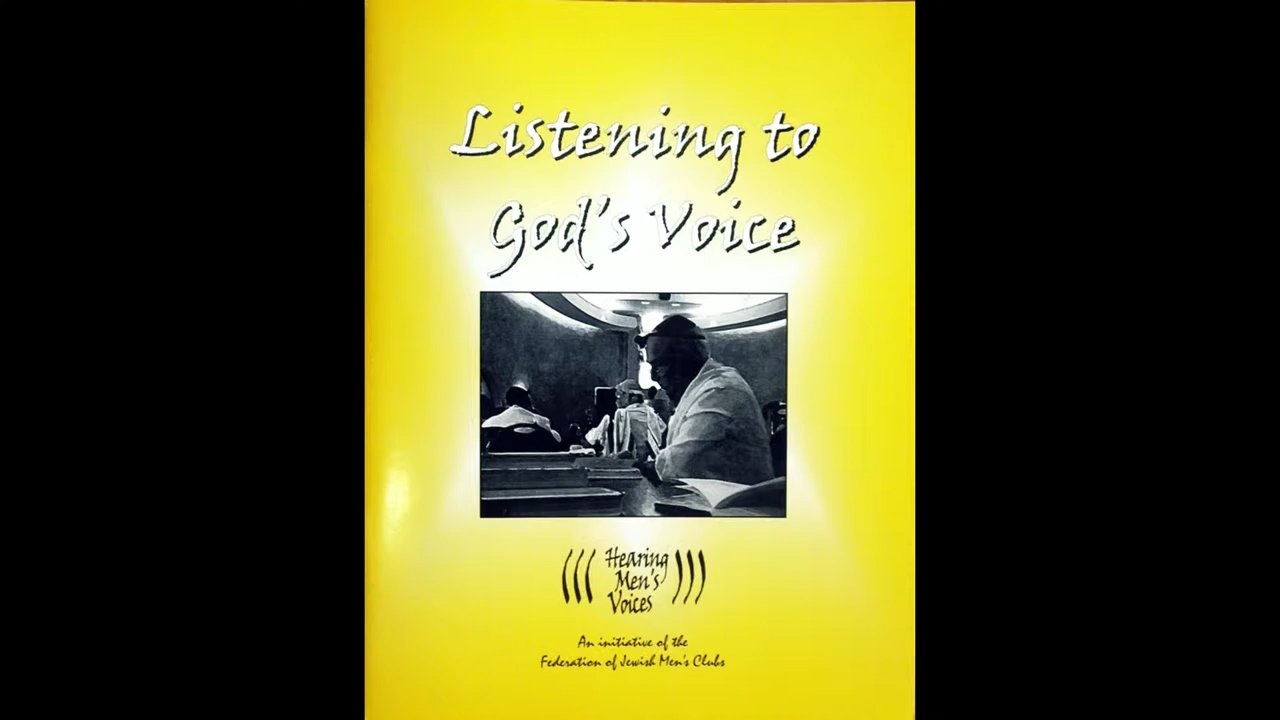 Listening to
God's Voice
Hearing
Men's
Voices
An initiative of the
Federation of Jewish Men's Clubs